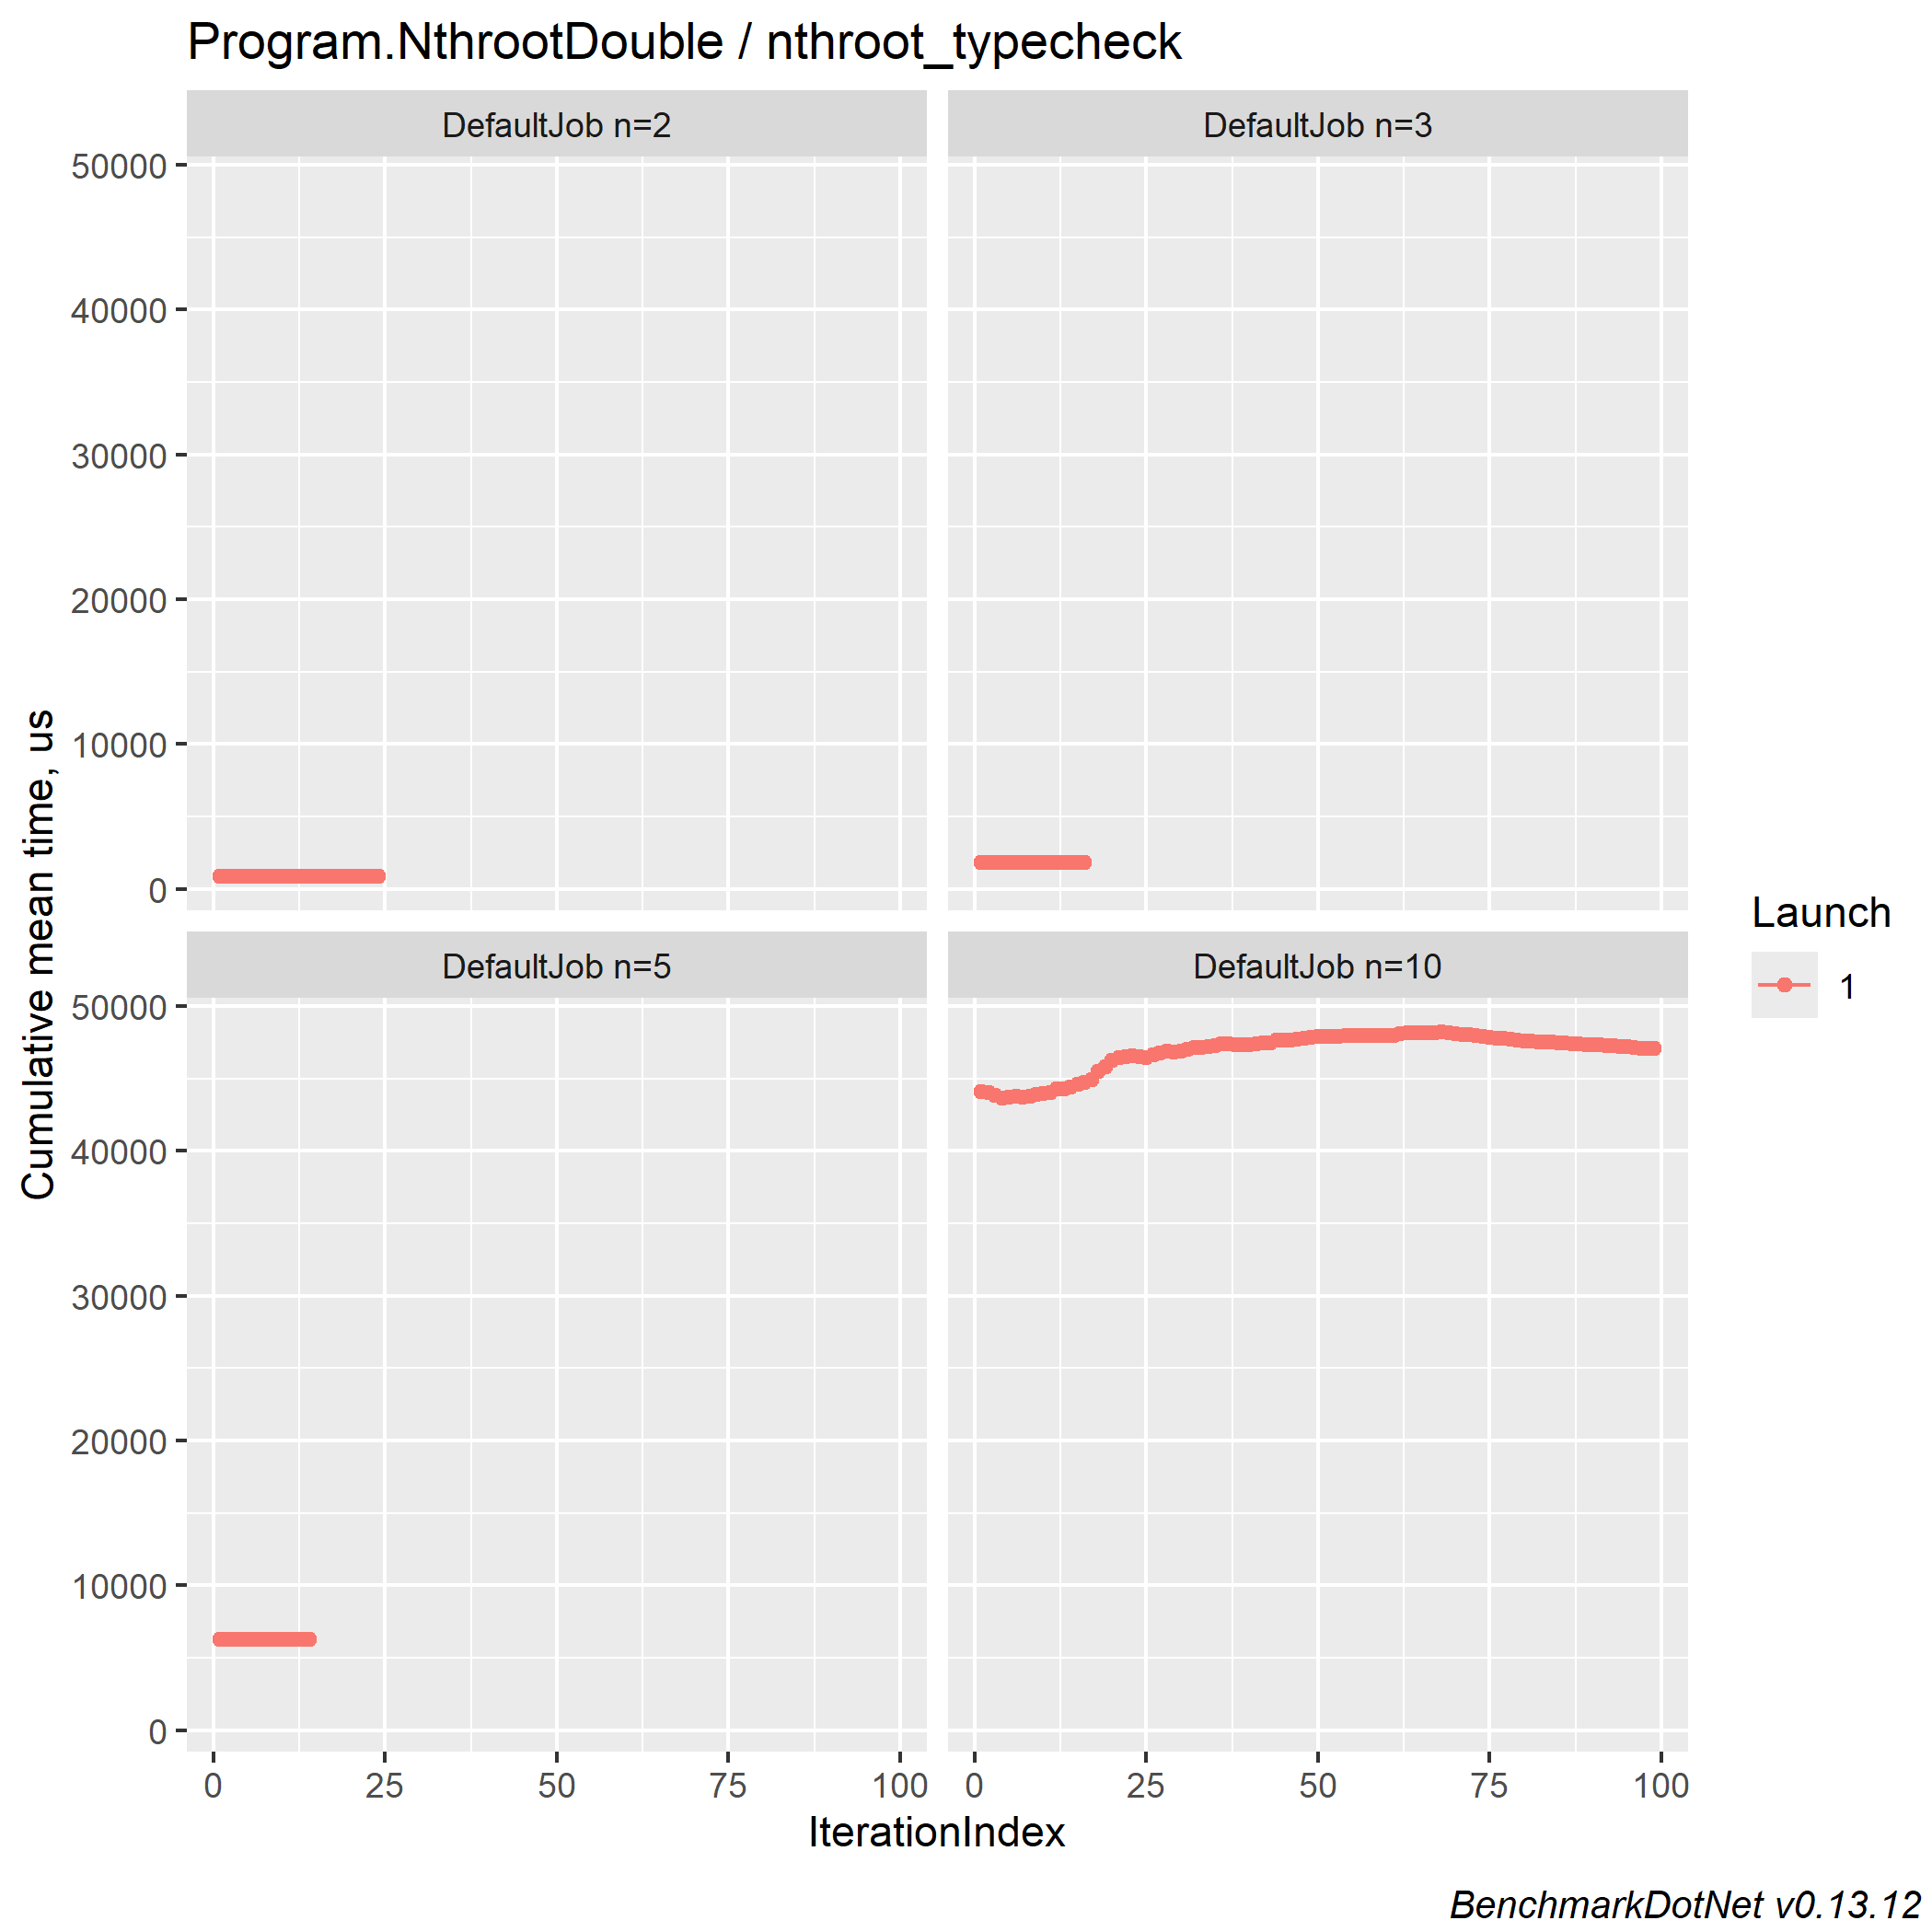 Program.NthrootDouble / nthroot_typecheck
DefaultJob n=2
DefaultJob n=3
50000
40000
30000
20000
10000
0
Cumulative mean time, us
DefaultJob n=5
DefaultJob n=10
50000
40000
30000
20000
10000
0
0 25 50 75 100
0 25 50 75 100
IterationIndex
Launch
1
BenchmarkDotNet v0.13.12